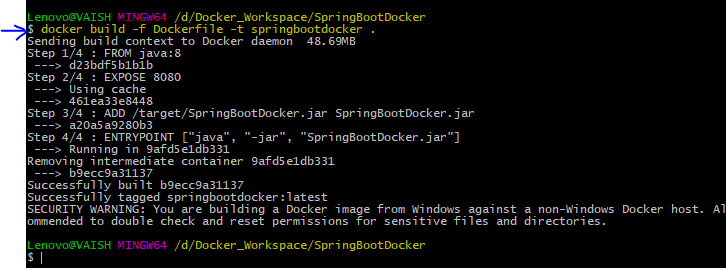 Lenovo@VAISH MINGW64 /d/Docker_Workspace/SpringBootDocker
$ docker build -f Dockerfile -t springbootdocker .
Sending build context to Docker daemon  48.69MB
Step 1/4 : FROM java:8
 ---> d23bdf5b1b1b
Step 2/4 : EXPOSE 8080
 ---> Using cache
 ---> 461ea33e8448
Step 3/4 : ADD /target/SpringBootDocker.jar SpringBootDocker.jar
 ---> a20a5a9280b3
Step 4/4 : ENTRYPOINT ["java", "-jar", "SpringBootDocker.jar"]
 ---> Running in 9afd5e1db331
Removing intermediate container 9afd5e1db331
 ---> b9ecc9a31137
Successfully built b9ecc9a31137
Successfully tagged springbootdocker:latest
SECURITY WARNING: You are building a Docker image from Windows against a non-Windows Docker host. Al
ommended to double check and reset permissions for sensitive files and directories.
Lenovo@VAISH MINGW64 /d/Docker_Workspace/SpringBootDocker
$